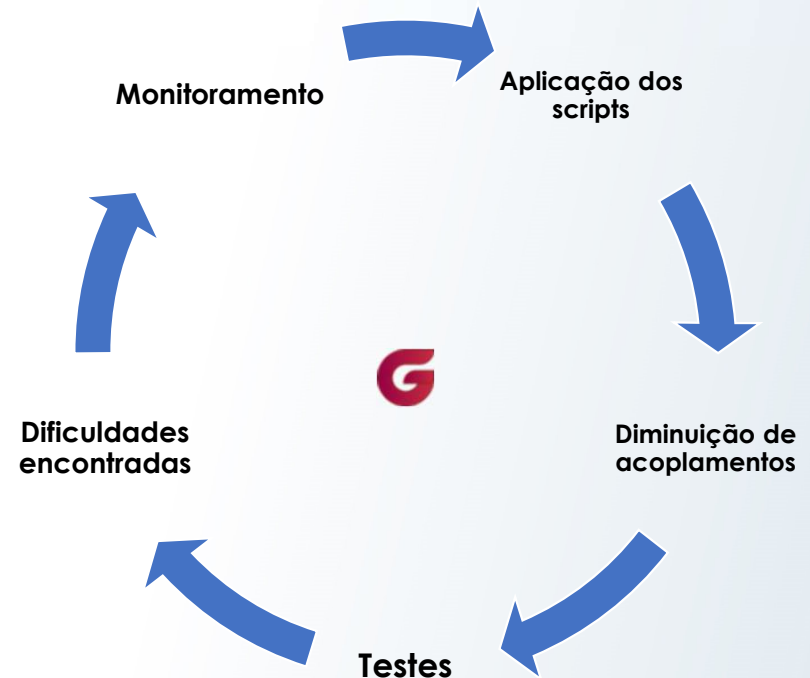 Monitoramento
Aplicação dos
scripts
Diminuição de
acoplamentos
Testes
Dificuldades
encontradas